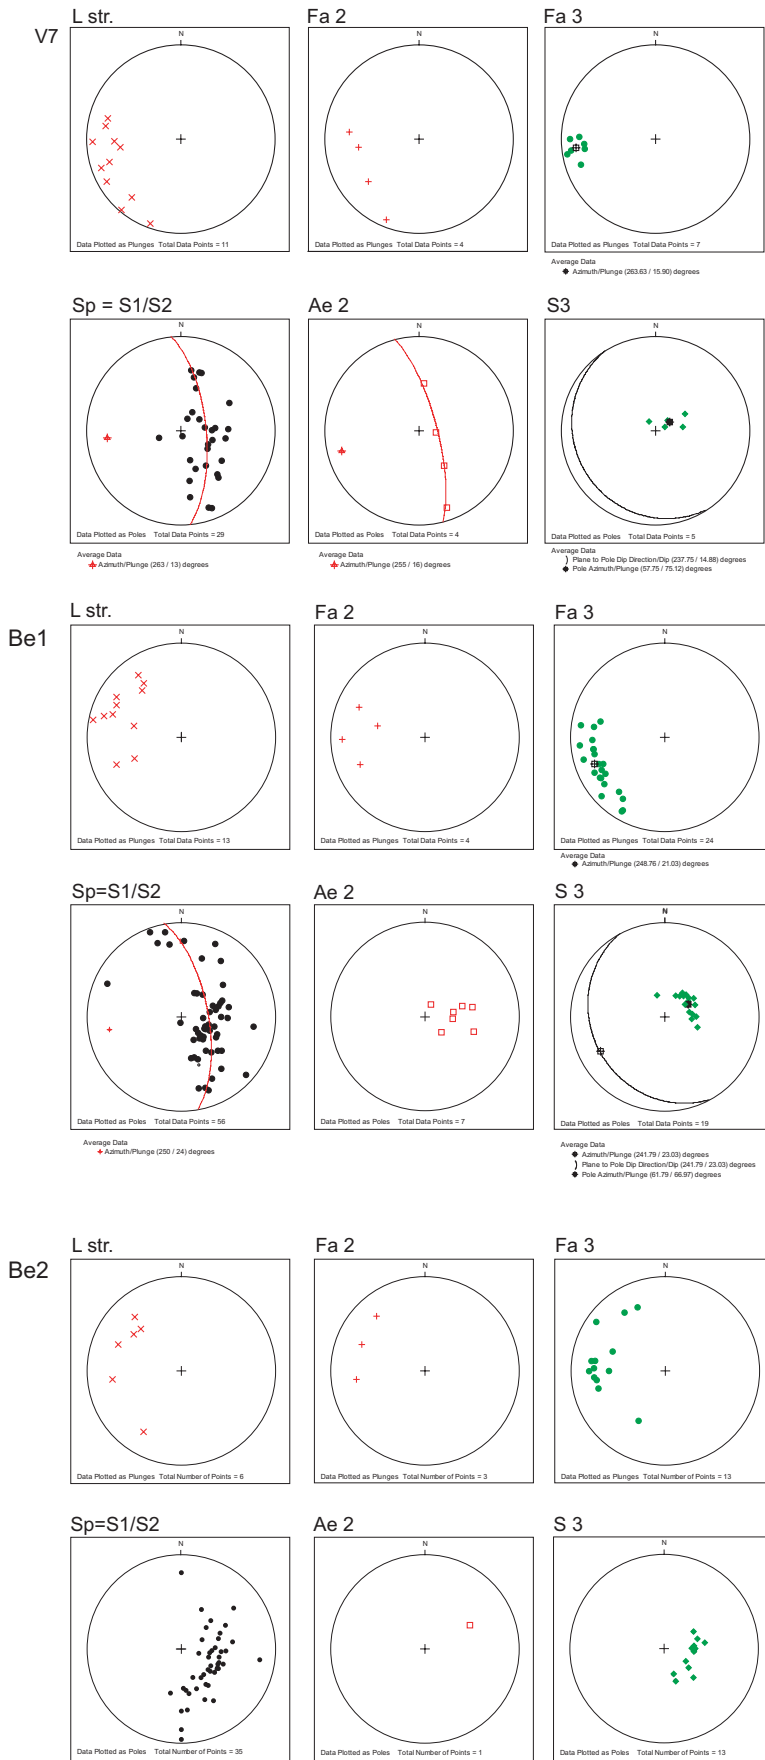 V7
L str.
Fa 2
Fa 3
N
N
N
Data Plotted as Plunges Total Data Points = 11
Data Plotted as Plunges Total Data Points = 4
Data Plotted as Plunges Total Data Points = 7
Average Data
Azimuth/Plunge (263.63 / 15.90) degrees
Sp = S1/S2
Ae 2
S3
N
N
N
Data Plotted as Poles Total Data Points = 29
Data Plotted as Poles Total Data Points = 4
Data Plotted as Poles Total Data Points = 5
Average Data
Azimuth/Plunge (263 / 13) degrees
Average Data
Azimuth/Plunge (255 / 16) degrees
Average Data
Plane to Pole Dip Direction/Dip (237.75 / 14.88) degrees
Pole Azimuth/Plunge (57.75 / 75.12) degrees
Be1
L str.
Fa 2
Fa 3
N
N
N
Data Plotted as Plunges Total Data Points = 13
Data Plotted as Plunges Total Data Points = 4
Data Plotted as Plunges Total Data Points = 24
Average Data
Azimuth/Plunge (248.76 / 21.03) degrees
Sp=S1/S2
Ae 2
S 3
N
N
N
Data Plotted as Poles Total Data Points = 56
Data Plotted as Poles Total Data Points = 7
Data Plotted as Poles Total Data Points = 19
Average Data
Azimuth/Plunge (250 / 24) degrees
Average Data
Azimuth/Plunge (241.79 / 23.03) degrees
Plane to Pole Dip Direction/Dip (241.79 / 23.03) degrees
Pole Azimuth/Plunge (61.79 / 66.97) degrees
Be2
L str.
Fa 2
Fa 3
N
N
N
Data Plotted as Plunges Total Number of Points = 6
Data Plotted as Plunges Total Number of Points = 3
Data Plotted as Plunges Total Number of Points = 13
Sp=S1/S2
Ae 2
S 3
N
N
N
Data Plotted as Poles Total Number of Points = 35
Data Plotted as Poles Total Number of Points = 1
Data Plotted as Poles Total Number of Points = 13